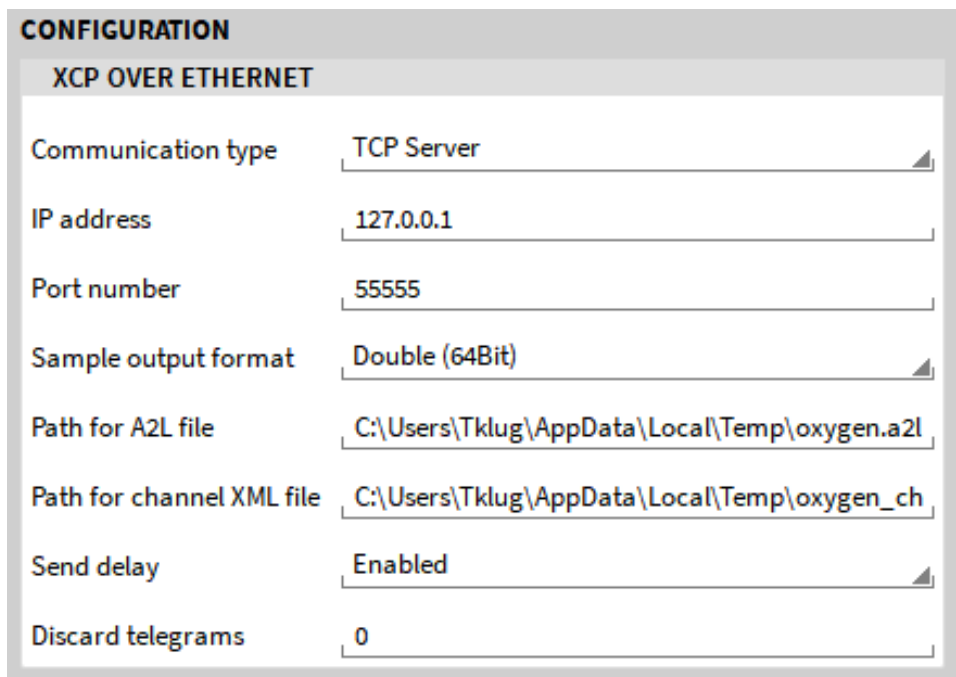 CONFIGURATION
XCP OVER ETHERNET
Communication type TCP Server
IP address 127.0.0.1
Port number 55555
Sample output format Double (64Bit)
Path for A2L file C:\Users\Tklug\AppData\Local\Temp\oxygen.a2l
Path for channel XML file C:\Users\Tklug\AppData\Local\Temp\oxygen_ch
Send delay Enabled
Discard telegrams 0